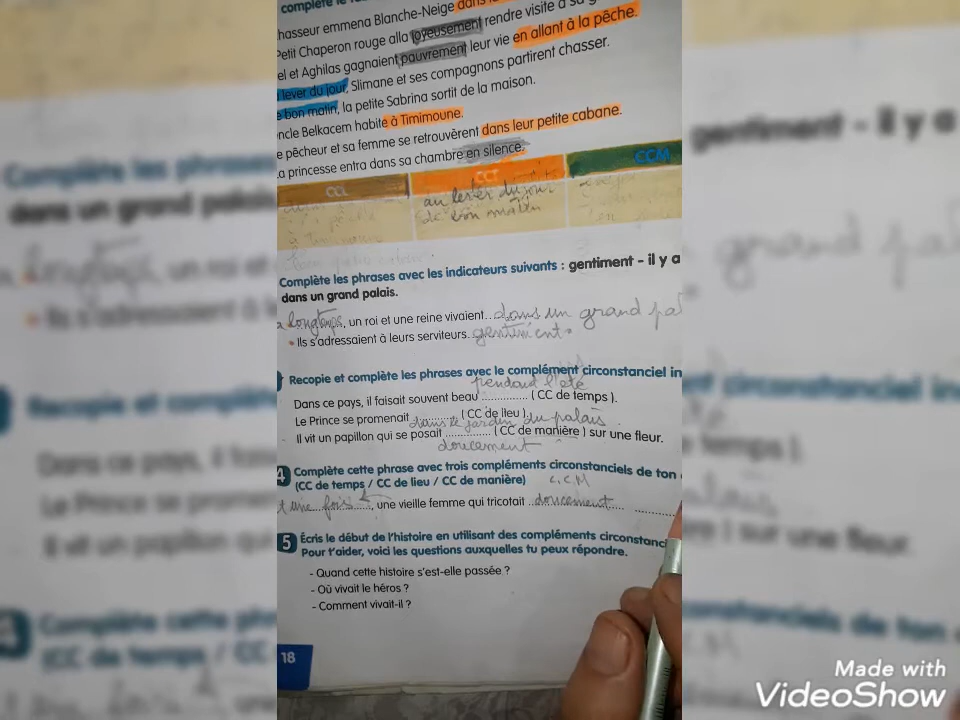 complète le
hasseur emmena Blanche-Neige dans
Petit Chaperon rouge alla joyeusement rendre visite à sa g
el et Aghilas gagnaient pauvrement leur vie en allant à la pêche.
lever du jour, Slimane et ses compagnons partirent chasser.
bon matin, la petite Sabrina sortit de la maison.
ncle Belkacem habite à Timimoune.
e pêcheur et sa femme se retrouvèrent dans leur petite cabane.
a princesse entra dans sa chambre en silence.
CCL CCT CCM
au lever du jour
de bon matin
Complète les phrases avec les indicateurs suivants : gentiment - il y a
dans un grand palais.
a longtemps, un roi et une reine vivaient.. dans un grand pal
• Ils s'adressaient à leurs serviteurs. gentiment.
Recopie et complète les phrases avec le complément circonstanciel in
pendant l'été
Dans ce pays, il faisait souvent beau .............. ( CC de temps ).
Le Prince se promenait ............ ( CC de lieu ).
dans le jardin du palais.
Il vit un papillon qui se posait .............. ( CC de manière ) sur une fleur.
doucement
4 Complète cette phrase avec trois compléments circonstanciels de ton
(CC de temps / CC de lieu / CC de manière) C.C.M
t une fois....., une vieille femme qui tricotait ..doucement....
5 Écris le début de l'histoire en utilisant des compléments circonstanci
Pour t'aider, voici les questions auxquelles tu peux répondre.
- Quand cette histoire s'est-elle passée ?
- Où vivait le héros ?
- Comment vivait-il ?
18
Made with
VideoShow